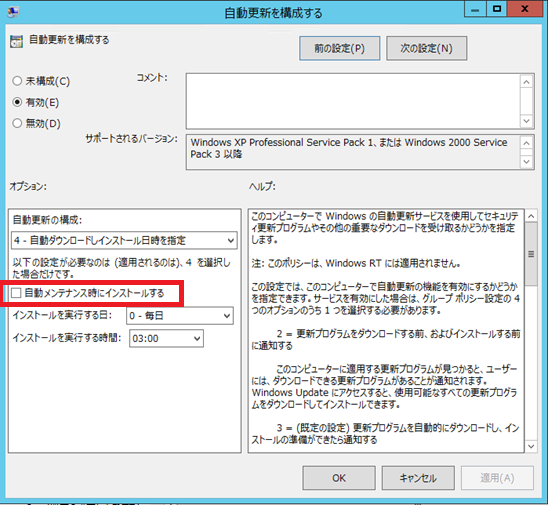 自動更新を構成する
自動更新を構成する
前の設定(P)
次の設定(N)
未構成(C)
有効(E)
無効(D)
コメント:
サポートされるバージョン:
Windows XP Professional Service Pack 1、または Windows 2000 Service
Pack 3 以降
オプション:
ヘルプ:
自動更新の構成:
4 - 自動ダウンロードしインストール日時を指定
以下の設定が必要なのは (適用されるのは)、4 を選択し
た場合だけです。
自動メンテナンス時にインストールする
インストールを実行する日:
0 - 毎日
インストールを実行する時間:
03:00
このコンピューターで Windows の自動更新サービスを使用してセキュリ
ティ更新プログラムやその他の重要なダウンロードを受け取るかどうかを指定
します。
注: このポリシーは、Windows RT には適用されません。
この設定では、このコンピューターで自動更新の機能を有効にするかどうか
を指定できます。サービスを有効にした場合は、グループ ポリシー設定の 4
つのオプションのうち 1 つを選択する必要があります。
2 = 更新プログラムをダウンロードする前、およびインストールする前
に通知する
このコンピューターに適用する更新プログラムが見つかると、ユーザー
には、ダウンロードできる更新プログラムがあることが通知されます。
Windows Update にアクセスすると、使用可能なすべての更新プログラ
ムをダウンロードしてインストールできます。
3 = (既定の設定) 更新プログラムを自動的にダウンロードし、イン
ストールの準備ができたら通知する
OK
キャンセル
適用(A)